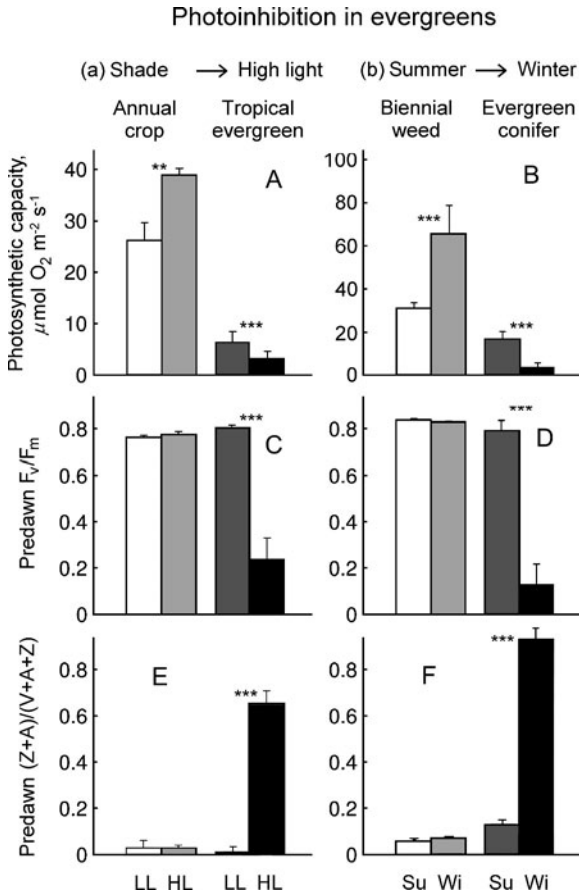 Photoinhibition in evergreens
(a) Shade → High light
(b) Summer → Winter
Annual crop
Tropical evergreen
Biennial weed
Evergreen conifer
Photosynthetic capacity,
μmol O2 m-2 s-1
40
30
20
10
0
**
***
A
100
80
60
40
20
0
***
***
B
Predawn Fv/Fm
0.8
0.6
0.4
0.2
0
***
C
0.8
0.6
0.4
0.2
0
***
D
Predawn (Z+A)/(V+A+Z)
0.8
0.6
0.4
0.2
0
E
***
LL HL LL HL
0.8
0.6
0.4
0.2
0
F
***
Su Wi Su Wi